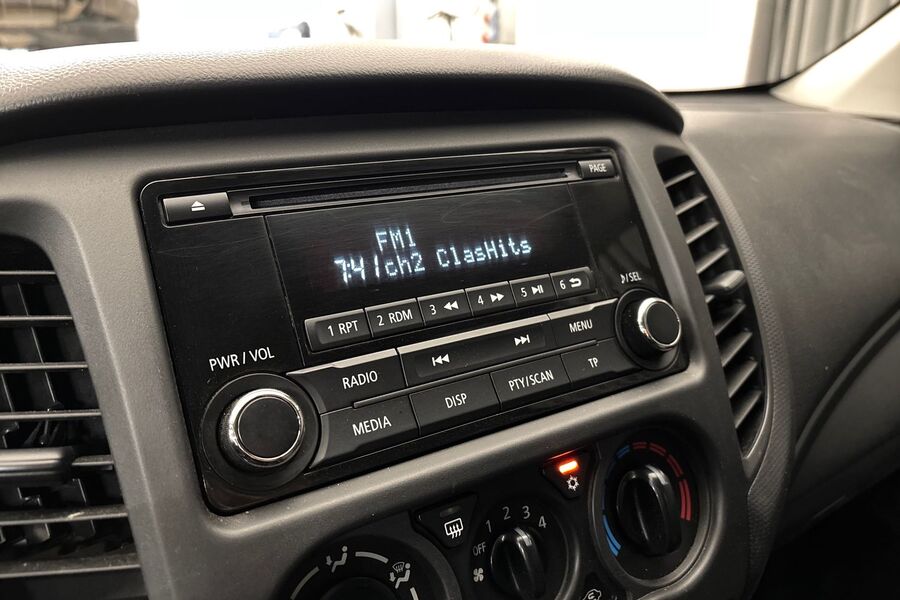 PAGE
FM1
7:4/ch2 ClasHits
1 RPT
2 RDM
3
4
5
6
♪/SEL
PWR / VOL
RADIO
MENU
MEDIA
DISP
PTY/SCAN
TP
OFF 1 2 3 4